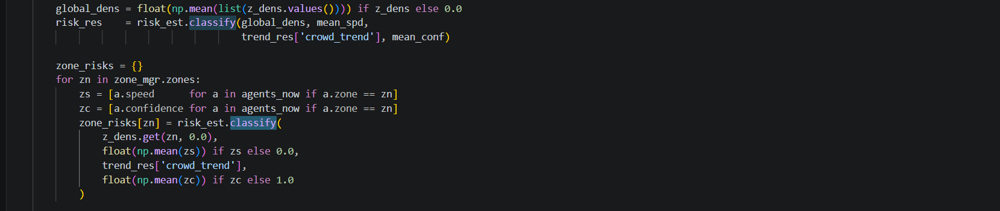 global_dens = float(np.mean(list(z_dens.values()))) if z_dens else 0.0
risk_res    = risk_est.classify(global_dens, mean_spd,
                                trend_res['crowd_trend'], mean_conf)

zone_risks = {}
for zn in zone_mgr.zones:
    zs = [a.speed      for a in agents_now if a.zone == zn]
    zc = [a.confidence for a in agents_now if a.zone == zn]
    zone_risks[zn] = risk_est.classify(
        z_dens.get(zn, 0.0),
        float(np.mean(zs)) if zs else 0.0,
        trend_res['crowd_trend'],
        float(np.mean(zc)) if zc else 1.0
    )